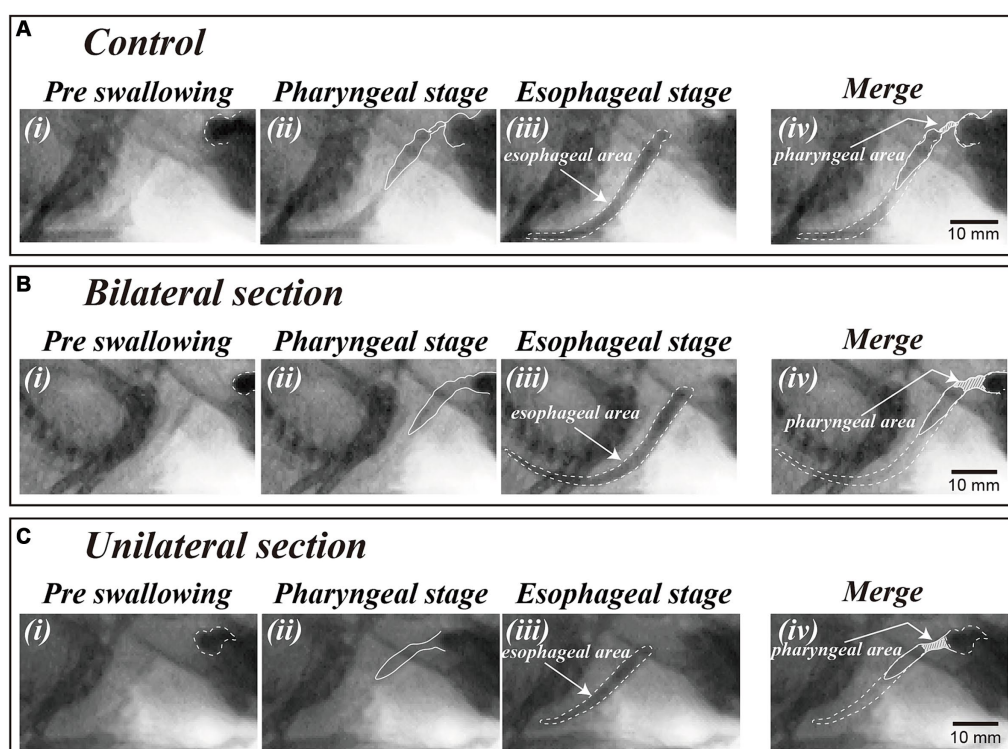 A
Control
Pre swallowing Pharyngeal stage Esophageal stage Merge
(i) (ii) (iii) (iv)
esophageal area pharyngeal area
10 mm
B
Bilateral section
Pre swallowing Pharyngeal stage Esophageal stage Merge
(i) (ii) (iii) (iv)
esophageal area pharyngeal area
10 mm
C
Unilateral section
Pre swallowing Pharyngeal stage Esophageal stage Merge
(i) (ii) (iii) (iv)
esophageal area pharyngeal area
10 mm